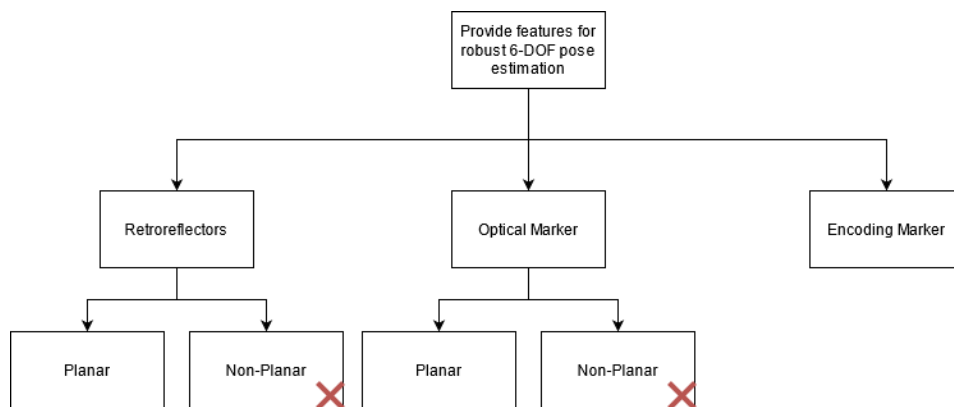 Provide features for
robust 6-DOF pose
estimation
Retroreflectors
Optical Marker
Encoding Marker
Planar
Non-Planar
Planar
Non-Planar